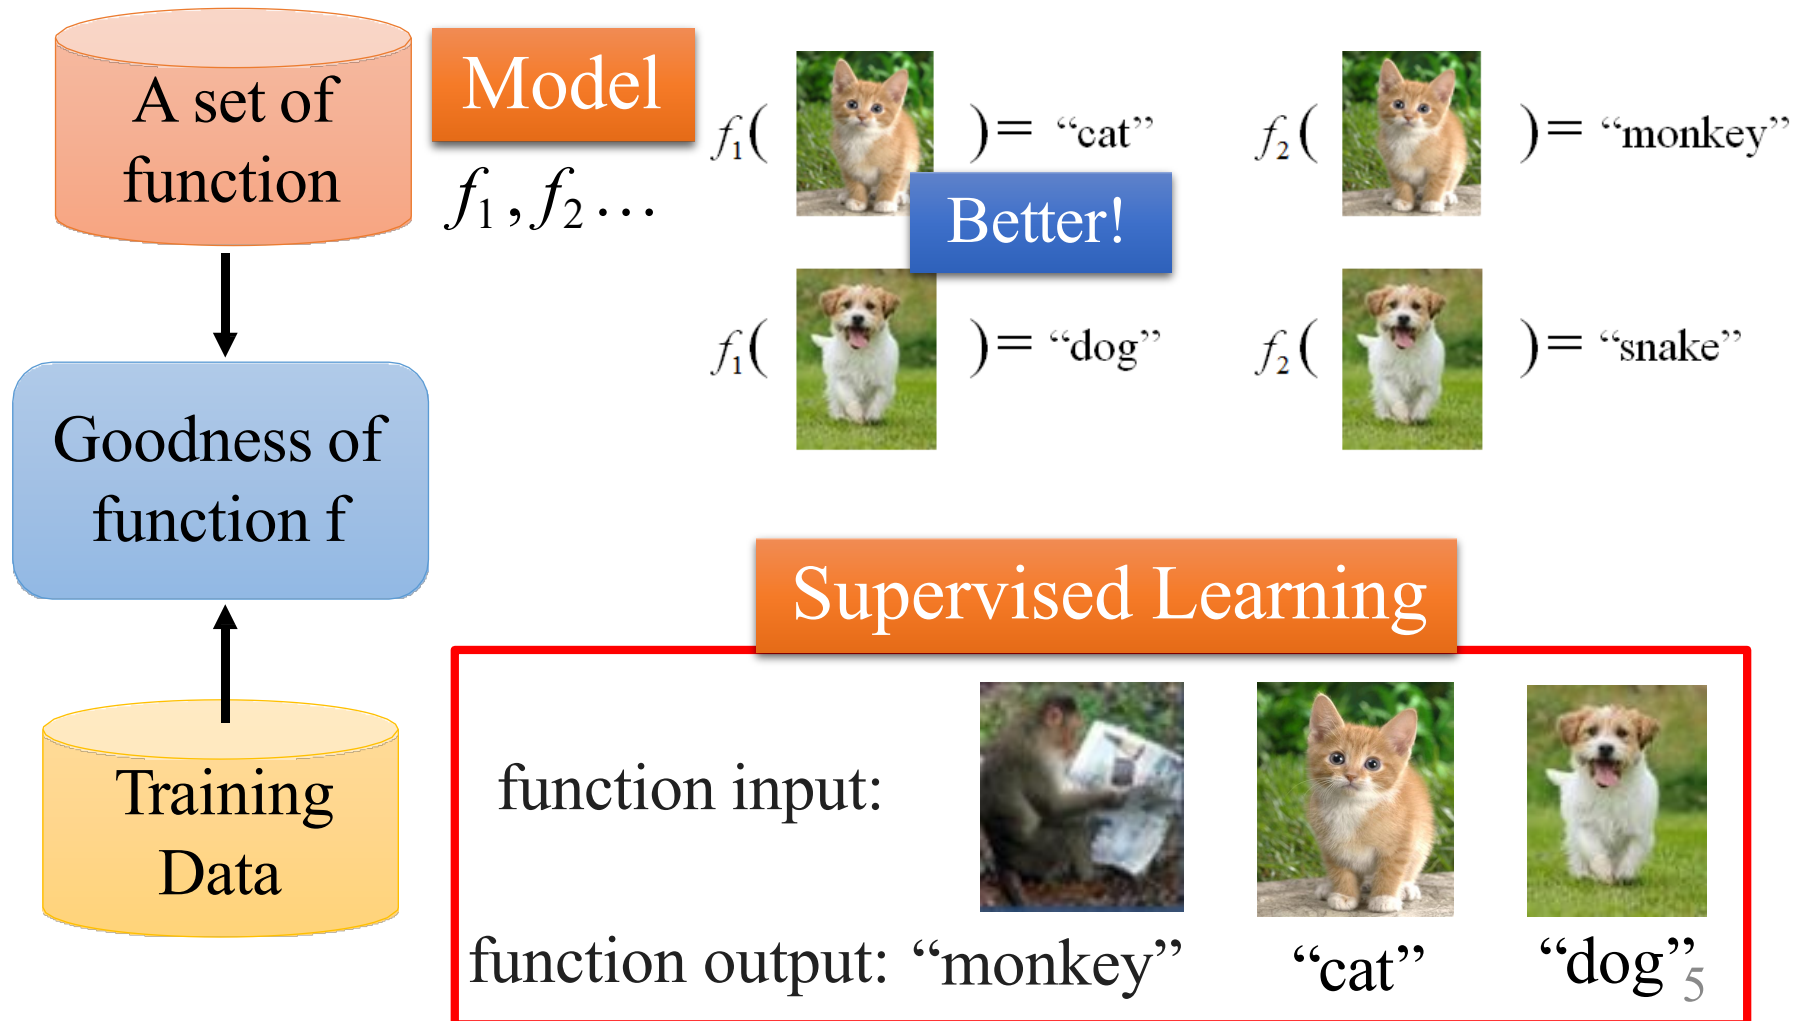 A set of
function
Model
f1 , f2 …
f1( ) = “cat”
f2( ) = “monkey”
Better!
f1( ) = “dog”
f2( ) = “snake”
Goodness of
function f
Supervised Learning
Training
Data
function input:
function output: “monkey” “cat” “dog”
5